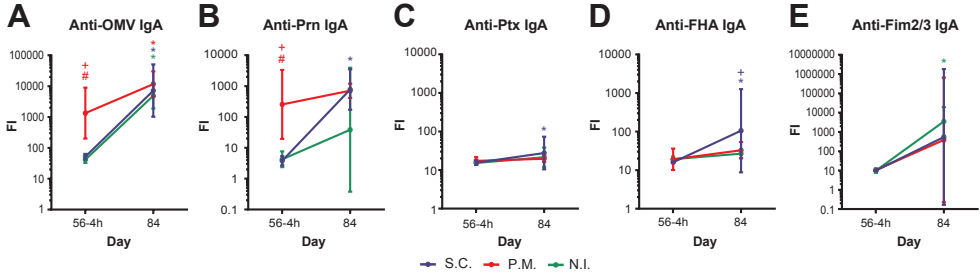 A Anti-OMV IgA
FI
100000
10000
1000
100
10
1
+
#
*
*
*
56-4h 84
Day
B Anti-Prn IgA
FI
10000
1000
100
10
1
0.1
+
#
*
56-4h 84
Day
C Anti-Ptx IgA
FI
10000
1000
100
10
1
*
56-4h 84
Day
D Anti-FHA IgA
FI
10000
1000
100
10
1
+
*
56-4h 84
Day
E Anti-Fim2/3 IgA
FI
10000000
1000000
100000
10000
1000
100
10
1
0.1
*
56-4h 84
Day
S.C. P.M. N.I.